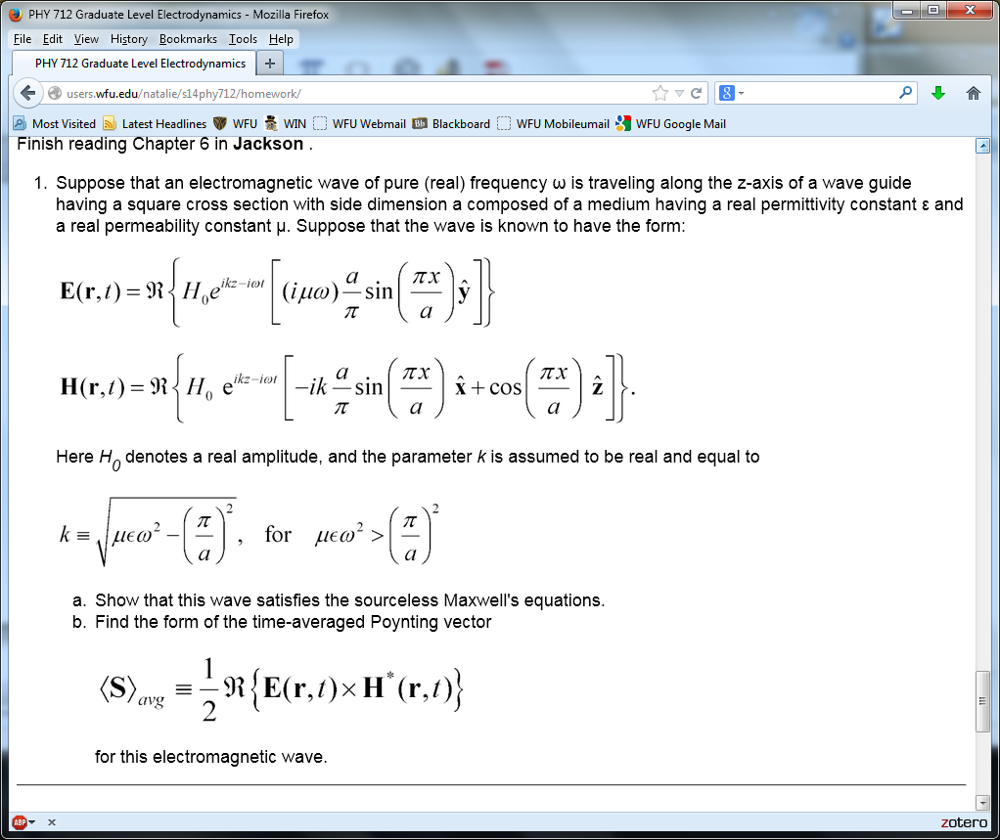 PHY 712 Graduate Level Electrodynamics - Mozilla Firefox
File Edit View History Bookmarks Tools Help
PHY 712 Graduate Level Electrodynamics +
users.wfu.edu/natalie/s14phy712/homework/ 8
Most Visited Latest Headlines WFU WIN WFU Webmail Bb Blackboard WFU Mobileumail WFU Google Mail
Finish reading Chapter 6 in Jackson .
1. Suppose that an electromagnetic wave of pure (real) frequency ω is traveling along the z-axis of a wave guide
having a square cross section with side dimension a composed of a medium having a real permittivity constant ε and
a real permeability constant μ. Suppose that the wave is known to have the form:
E(r,t) = ℜ{H₀e^{ikz−iωt}[(iμω) a/π sin(πx/a) ŷ]}
H(r,t) = ℜ{H₀ e^{ikz−iωt}[−ik a/π sin(πx/a) x̂ + cos(πx/a) ẑ]}.
Here H₀ denotes a real amplitude, and the parameter k is assumed to be real and equal to
k ≡ √(μϵω² − (π/a)²), for μϵω² > (π/a)²
a. Show that this wave satisfies the sourceless Maxwell's equations.
b. Find the form of the time-averaged Poynting vector
⟨S⟩avg ≡ 1/2 ℜ{E(r,t)×H*(r,t)}
for this electromagnetic wave.
ABP x zotero